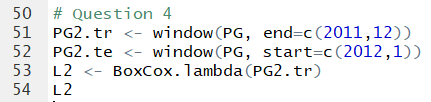 50 # Question 4
51 PG2.tr <- window(PG, end=c(2011,12))
52 PG2.te <- window(PG, start=c(2012,1))
53 L2 <- BoxCox.lambda(PG2.tr)
54 L2